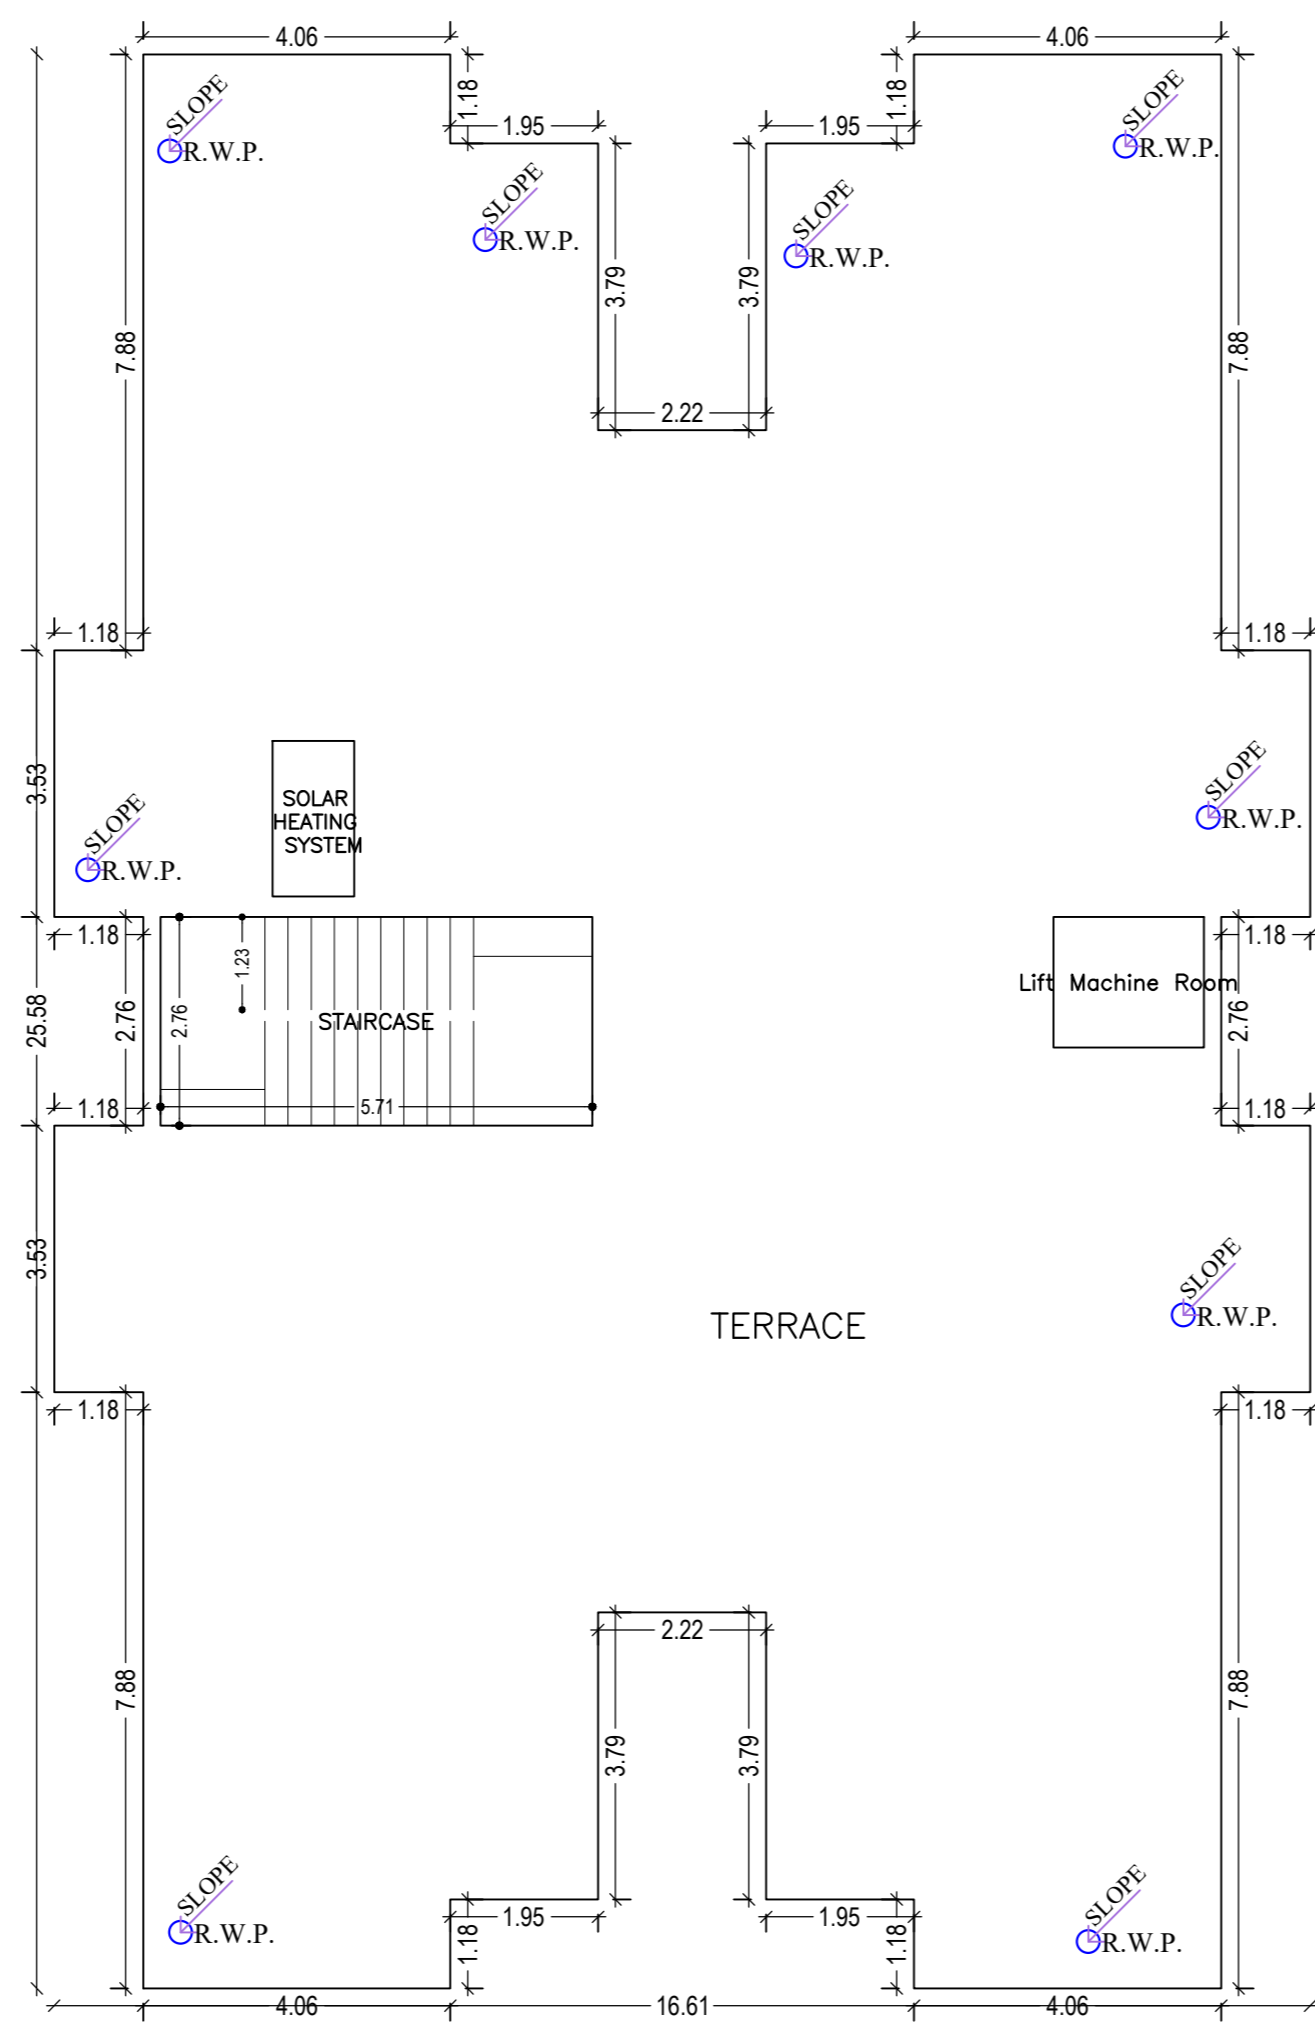 4.06
4.06
1.18
1.18
1.95
1.95
SLOPE
R.W.P.
SLOPE
R.W.P.
SLOPE
R.W.P.
SLOPE
R.W.P.
3.79
3.79
7.88
7.88
2.22
1.18
1.18
3.53
SOLAR
HEATING
SYSTEM
SLOPE
R.W.P.
SLOPE
R.W.P.
1.18
1.18
1.23
Lift Machine Room
25.58
2.76
2.76
STAIRCASE
2.76
1.18
5.71
1.18
3.53
SLOPE
R.W.P.
TERRACE
1.18
1.18
2.22
7.88
7.88
3.79
3.79
SLOPE
R.W.P.
1.95
1.95
1.18
1.18
SLOPE
R.W.P.
4.06
16.61
4.06